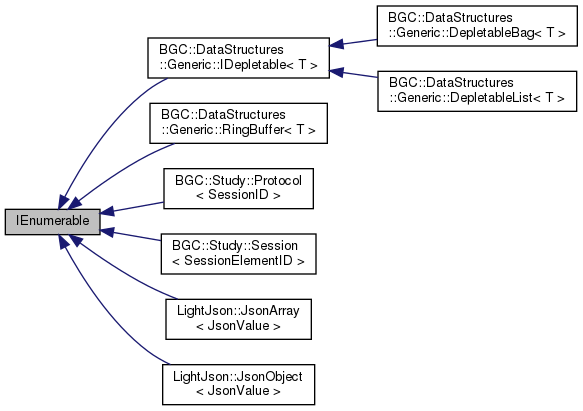 BGC::DataStructures
::Generic::DepletableBag< T >
BGC::DataStructures
::Generic::IDepletable< T >
BGC::DataStructures
::Generic::DepletableList< T >
BGC::DataStructures
::Generic::RingBuffer< T >
BGC::Study::Protocol
< SessionID >
IEnumerable
BGC::Study::Session
< SessionElementID >
LightJson::JsonArray
< JsonValue >
LightJson::JsonObject
< JsonValue >